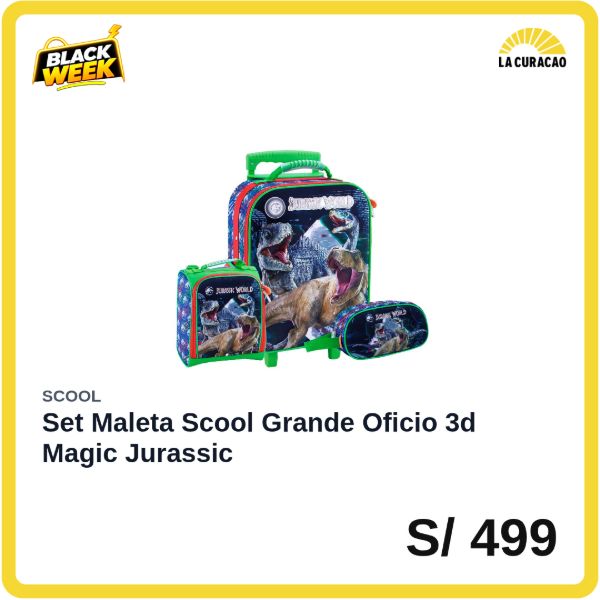 BLACK
WEEK
LA CURACAO
JURASSIC WORLD
JURASSIC WORLD
JURASSIC WORLD
SCOOL
Set Maleta Scool Grande Oficio 3d
Magic Jurassic
S/ 499